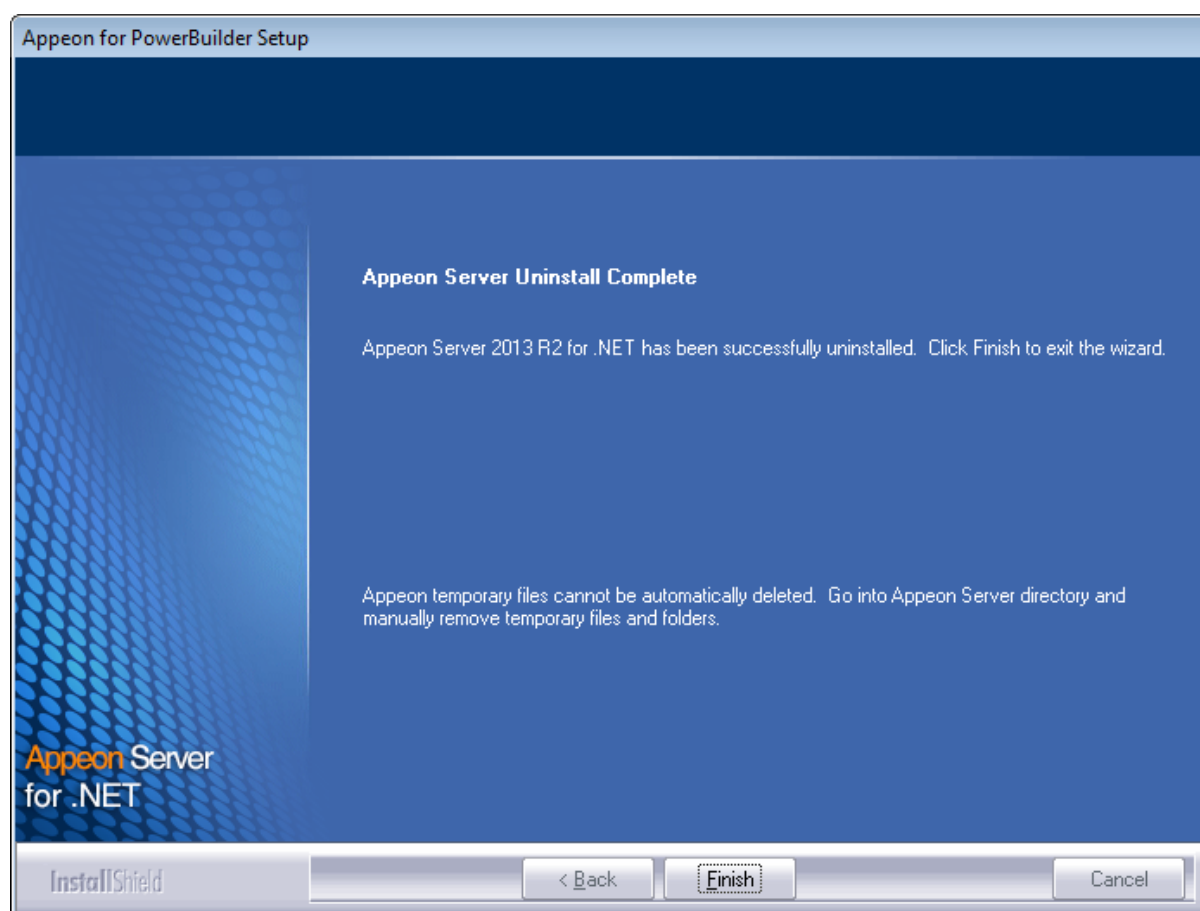 Appeon for PowerBuilder Setup
Appeon Server Uninstall Complete
Appeon Server 2013 R2 for .NET has been successfully uninstalled.  Click Finish to exit the wizard.
Appeon temporary files cannot be automatically deleted.  Go into Appeon Server directory and
manually remove temporary files and folders.
Appeon Server
for .NET
InstallShield
< Back
Finish
Cancel